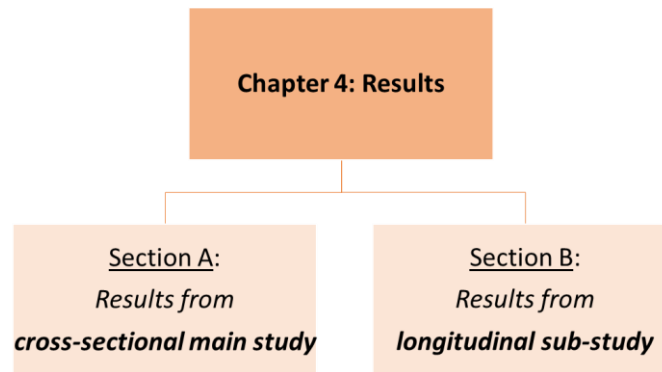 Chapter 4: Results
Section A:
Results from
cross-sectional main study
Section B:
Results from
longitudinal sub-study